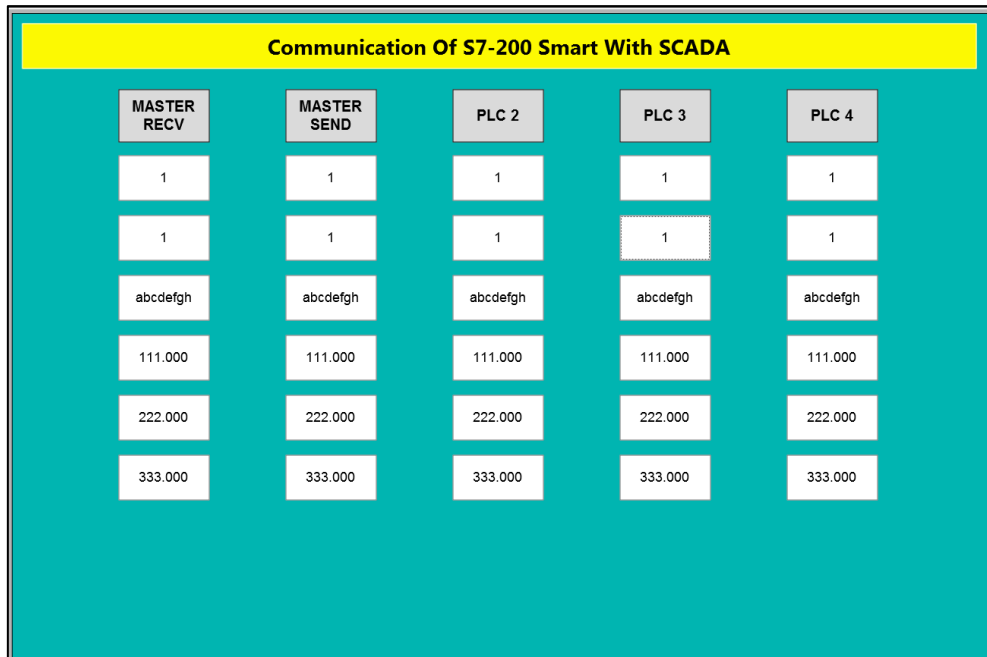 Communication Of S7-200 Smart With SCADA
MASTER RECV MASTER SEND PLC 2 PLC 3 PLC 4
1 1 1 1 1
1 1 1 1 1
abcdefgh abcdefgh abcdefgh abcdefgh abcdefgh
111.000 111.000 111.000 111.000 111.000
222.000 222.000 222.000 222.000 222.000
333.000 333.000 333.000 333.000 333.000